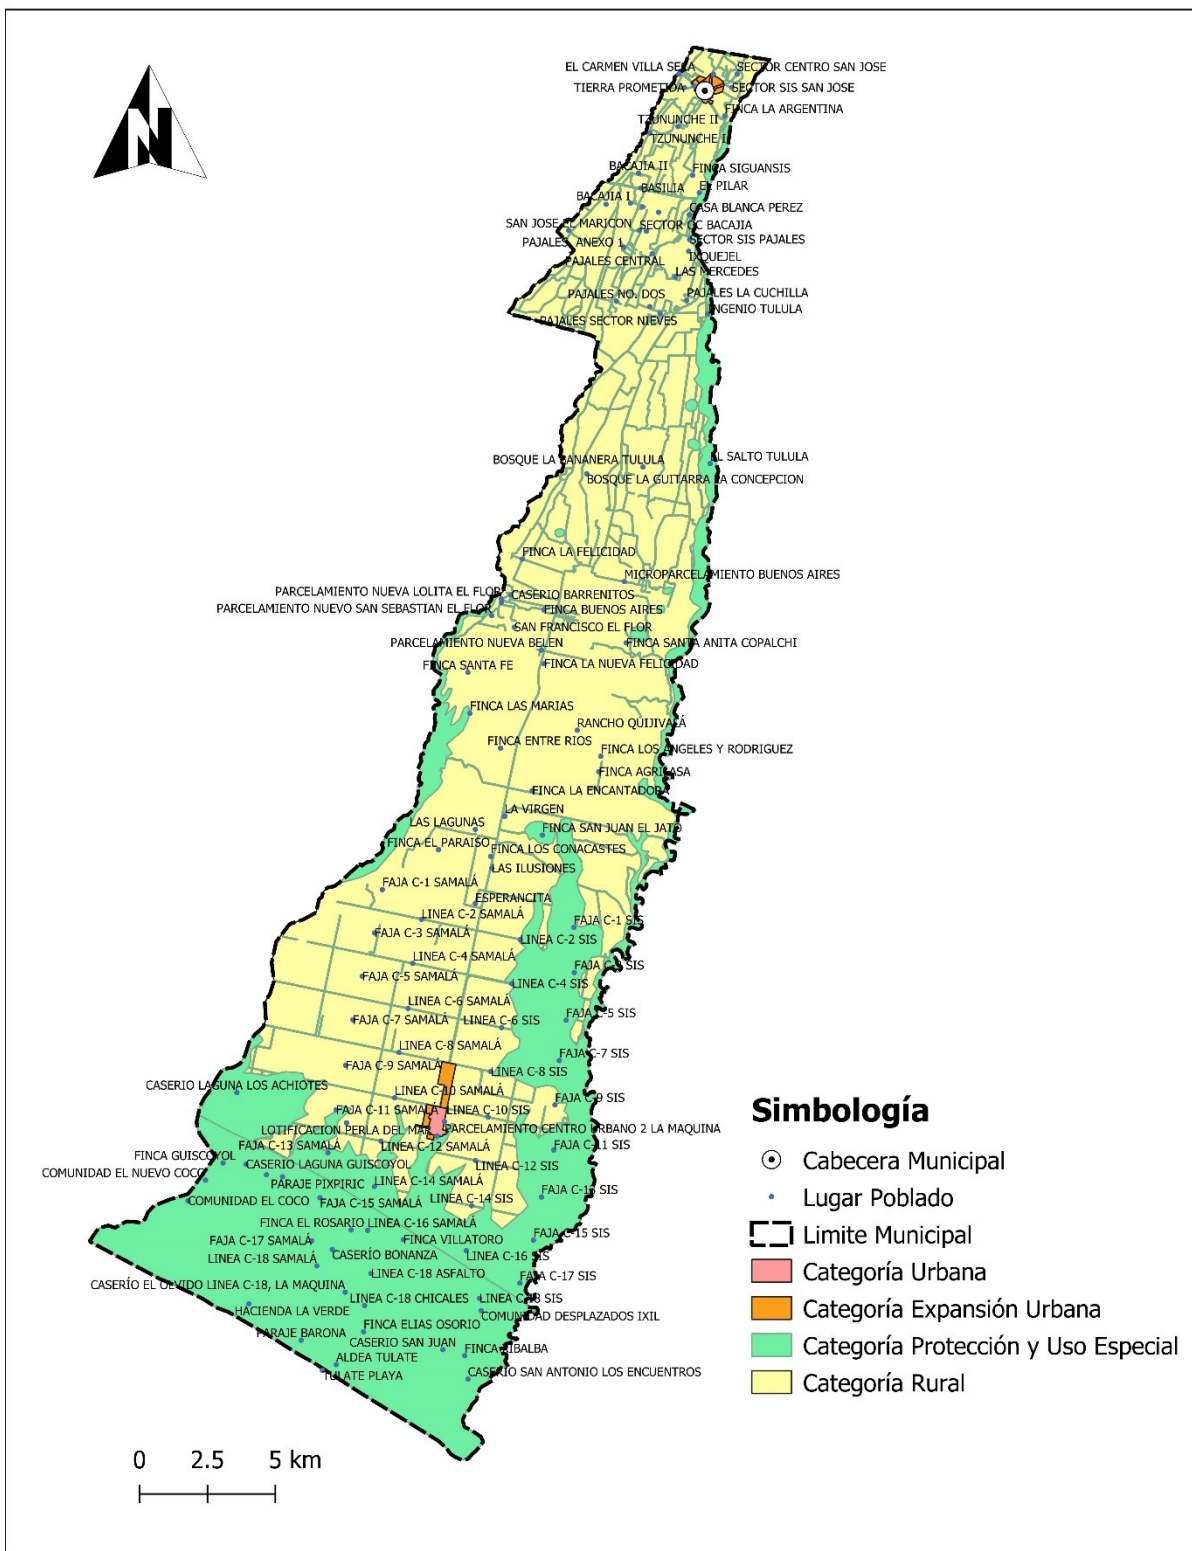 N
EL CARMEN VILLA SECA
SECTOR CENTRO SAN JOSE
TIERRA PROMETIDA
SECTOR SIS SAN JOSE
FINCA LA ARGENTINA
TZUNUNCHE II
TZUNUNCHE I
BACAJIA II
FINCA SIGUANSIS
BASILIA
EL PILAR
BACAJIA I
CASA BLANCA PEREZ
SAN JOSE EL MARICON
SECTOR CC BACAJIA
PAJALES ANEXO 1
SECTOR SIS PAJALES
PAJALES CENTRAL
IXQUEJEL
LAS MERCEDES
PAJALES NO. DOS
PAJALES LA CUCHILLA
INGENIO TULULA
PAJALES SECTOR NIEVES
BOSQUE LA BANANERA TULULA
EL SALTO TULULA
BOSQUE LA GUITARRA LA CONCEPCION
FINCA LA FELICIDAD
MICROPARCELAMIENTO BUENOS AIRES
PARCELAMIENTO NUEVA LOLITA EL FLOR
CASERIO BARRENITOS
PARCELAMIENTO NUEVO SAN SEBASTIAN EL FLOR
FINCA BUENOS AIRES
SAN FRANCISCO EL FLOR
PARCELAMIENTO NUEVA BELEN
FINCA SANTA ANITA COPALCHI
FINCA SANTA FE
FINCA LA NUEVA FELICIDAD
FINCA LAS MARIAS
RANCHO QUIJIVALÁ
FINCA ENTRE RIOS
FINCA LOS ANGELES Y RODRIGUEZ
FINCA AGRICASA
FINCA LA ENCANTADORA
LA VIRGEN
LAS LAGUNAS
FINCA SAN JUAN EL JATO
FINCA EL PARAISO
FINCA LOS CONACASTES
LAS ILUSIONES
FAJA C-1 SAMALÁ
ESPERANCITA
LINEA C-2 SAMALÁ
FAJA C-1 SIS
FAJA C-3 SAMALÁ
LINEA C-2 SIS
LINEA C-4 SAMALÁ
FAJA C-3 SIS
FAJA C-5 SAMALÁ
LINEA C-4 SIS
LINEA C-6 SAMALÁ
FAJA C-7 SAMALÁ
LINEA C-6 SIS
FAJA C-5 SIS
LINEA C-8 SAMALÁ
FAJA C-7 SIS
FAJA C-9 SAMALÁ
LINEA C-8 SIS
CASERIO LAGUNA LOS ACHIOTES
LINEA C-10 SAMALÁ
FAJA C-9 SIS
FAJA C-11 SAMALÁ
LINEA C-10 SIS
LOTIFICACION PERLA DEL MAR
PARCELAMIENTO CENTRO URBANO 2 LA MAQUINA
FAJA C-13 SAMALÁ
LINEA C-12 SAMALÁ
FAJA C-11 SIS
FINCA GUISCOYOL
CASERIO LAGUNA GUISCOYOL
LINEA C-12 SIS
COMUNIDAD EL NUEVO COCO
PARAJE PIXPIRIC
LINEA C-14 SAMALÁ
COMUNIDAD EL COCO
FAJA C-15 SAMALÁ
LINEA C-14 SIS
FAJA C-13 SIS
FINCA EL ROSARIO
LINEA C-16 SAMALÁ
FAJA C-17 SAMALÁ
FINCA VILLATORO
FAJA C-15 SIS
LINEA C-18 SAMALÁ
CASERÍO BONANZA
LINEA C-16 SIS
LINEA C-18 ASFALTO
FAJA C-17 SIS
CASERÍO EL OLVIDO LINEA C-18, LA MAQUINA
LINEA C-18 CHICALES
LINEA C-18 SIS
HACIENDA LA VERDE
COMUNIDAD DESPLAZADOS IXIL
FINCA ELIAS OSORIO
PARAJE BARONA
CASERIO SAN JUAN
ALDEA TULATE
FINCA XIBALBA
TULATE PLAYA
CASERIO SAN ANTONIO LOS ENCUENTROS
Simbología
Cabecera Municipal
Lugar Poblado
Limite Municipal
Categoría Urbana
Categoría Expansión Urbana
Categoría Protección y Uso Especial
Categoría Rural
0 2.5 5 km